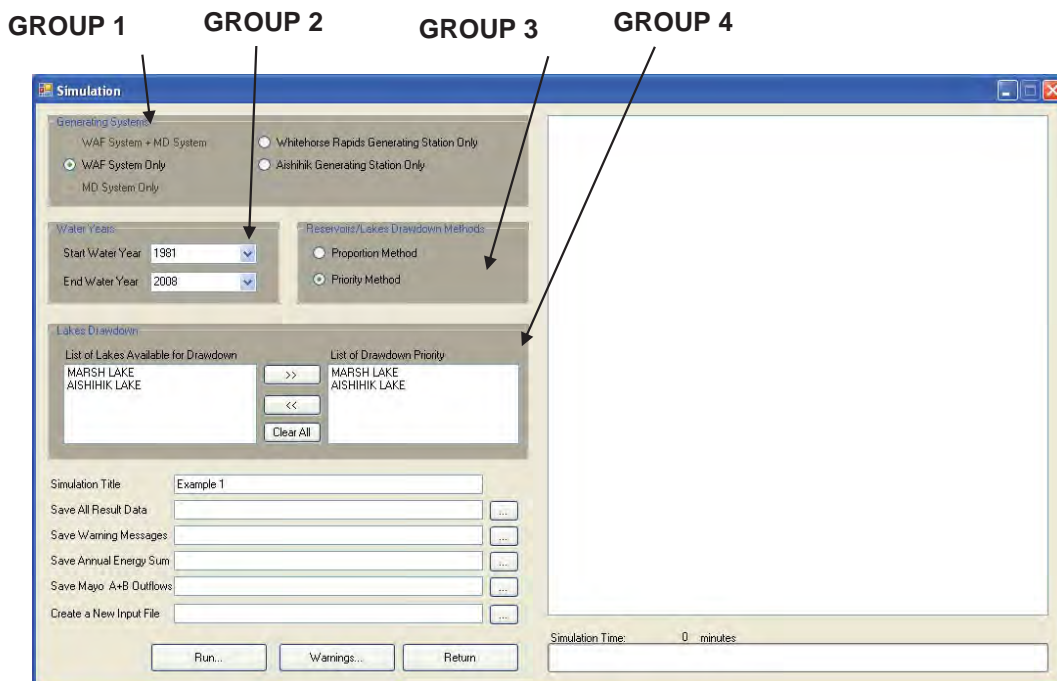 GROUP 1 GROUP 2 GROUP 3 GROUP 4
Simulation
Generating Systems
WAF System + MD System Whitehorse Rapids Generating Station Only
WAF System Only Aishihik Generating Station Only
MD System Only
Water Years Reservoirs/Lakes Drawdown Methods
Start Water Year 1981 Proportion Method
End Water Year 2008 Priority Method
Lakes Drawdown
List of Lakes Available for Drawdown List of Drawdown Priority
MARSH LAKE >> MARSH LAKE
AISHIHIK LAKE AISHIHIK LAKE
<<
Clear All
Simulation Title Example 1
Save All Result Data ...
Save Warning Messages ...
Save Annual Energy Sum ...
Save Mayo A+B Outflows ...
Create a New Input File ...
Simulation Time: 0 minutes
Run... Warnings... Return